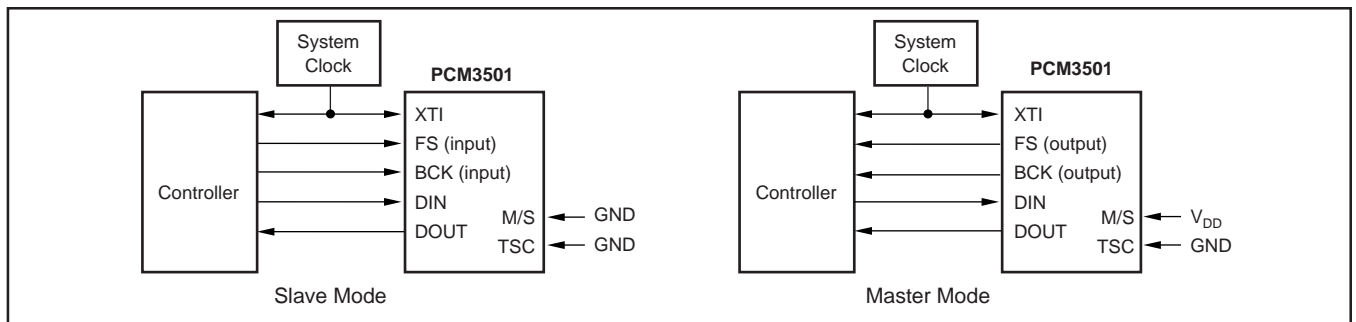 System
Clock
PCM3501
Controller
XTI
FS (input)
BCK (input)
DIN
DOUT
M/S
TSC
GND
GND
Slave Mode
System
Clock
PCM3501
Controller
XTI
FS (output)
BCK (output)
DIN
DOUT
M/S
TSC
VDD
GND
Master Mode